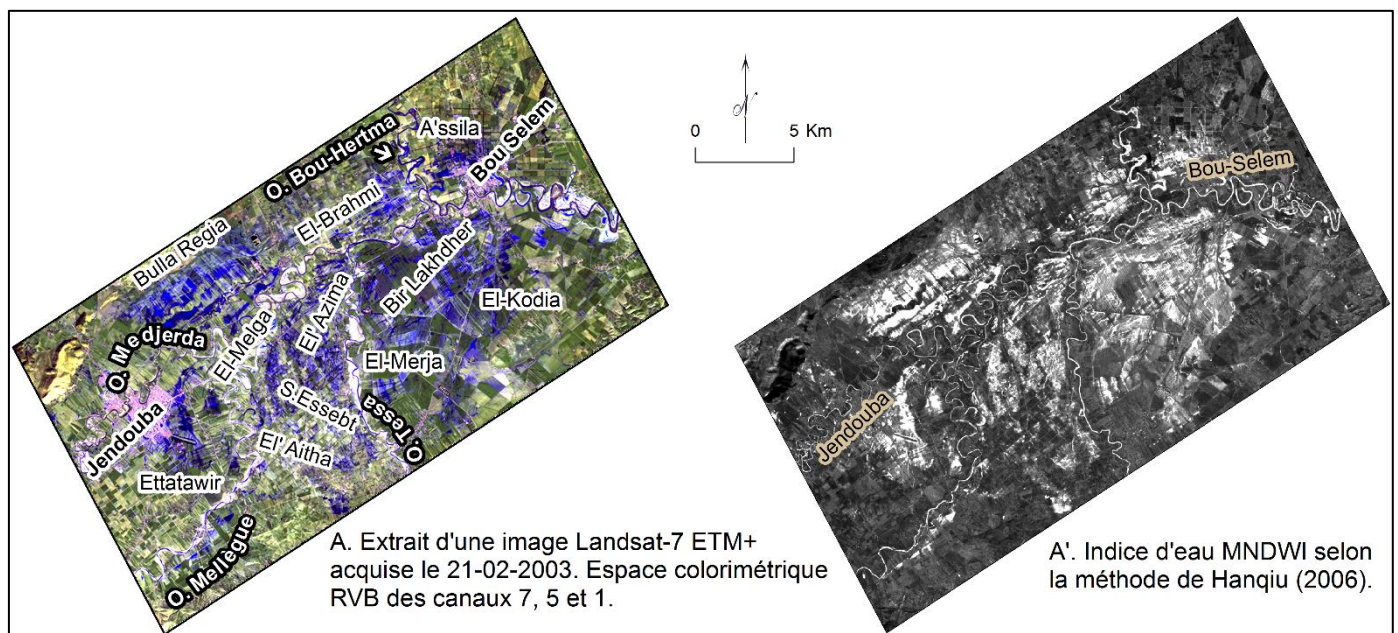 O. Bou-Hertma
A'ssila
Bou Selem
El-Brahmi
Bulla Regia
Bir Lakhdher
El-Kodia
El' Azima
O. Medjerda
El-Melga
El-Merja
S. Essebt
O. Tessa
Jendouba
El' Aitha
Ettatawir
O. Mellègue
N
0 5 Km
Bou-Selem
Jendouba
A. Extrait d'une image Landsat-7 ETM+
acquise le 21-02-2003. Espace colorimétrique
RVB des canaux 7, 5 et 1.
A'. Indice d'eau MNDWI selon
la méthode de Hanqiu (2006).